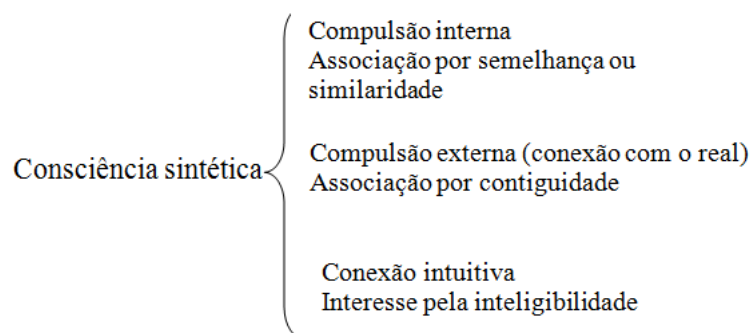 Compulsão interna
Associação por semelhança ou
similaridade
Consciência sintética
Compulsão externa (conexão com o real)
Associação por contiguidade
Conexão intuitiva
Interesse pela inteligibilidade